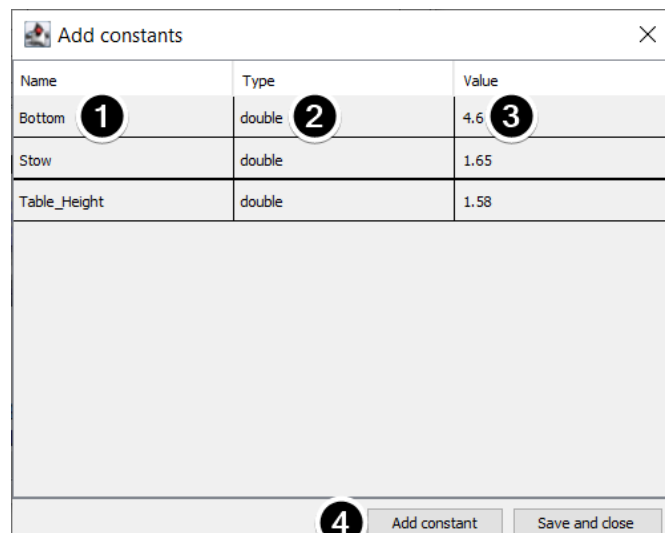 Add constants
Name Type Value
Bottom 1 double 2 4.6 3
Stow double 1.65
Table_Height double 1.58
4 Add constant Save and close